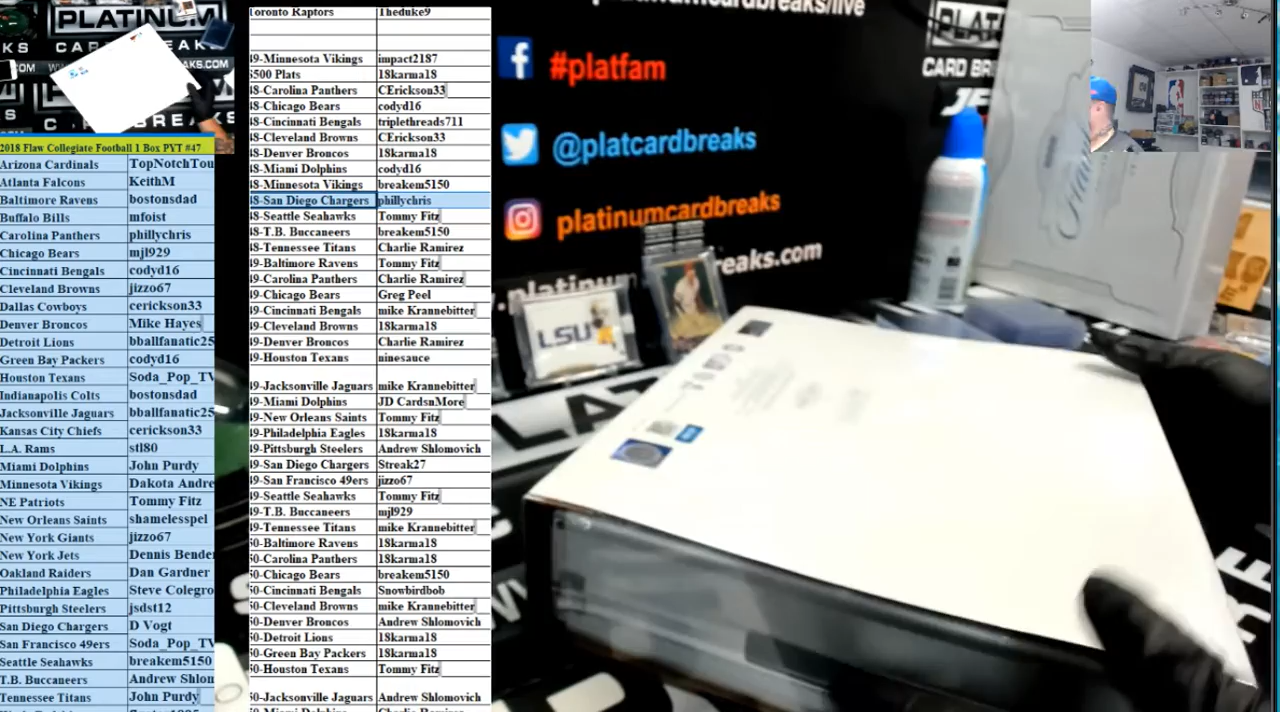 PLATINUM
2018 Flaw Collegiate Football 1 Box PYT #47
Arizona Cardinals TopNotchTou
Atlanta Falcons KeithM
Baltimore Ravens bostonsdad
Buffalo Bills mfoist
Carolina Panthers phillychris
Chicago Bears mjl929
Cincinnati Bengals codyd16
Cleveland Browns jizzo67
Dallas Cowboys cerickson33
Denver Broncos Mike Hayes
Detroit Lions bballfanatic25
Green Bay Packers codyd16
Houston Texans Soda_Pop_TV
Indianapolis Colts bostonsdad
Jacksonville Jaguars bballfanatic25
Kansas City Chiefs cerickson33
L.A. Rams stl80
Miami Dolphins John Purdy
Minnesota Vikings Dakota Andre
NE Patriots Tommy Fitz
New Orleans Saints shamelesspel
New York Giants jizzo67
New York Jets Dennis Bende
Oakland Raiders Dan Gardner
Philadelphia Eagles Steve Colegro
Pittsburgh Steelers jsdst12
San Diego Chargers D Vogt
San Francisco 49ers Soda_Pop_TV
Seattle Seahawks breakem5150
T.B. Buccaneers Andrew Shlom
Tennessee Titans John Purdy
Toronto Raptors Theduke9
49-Minnesota Vikings impact2187
$500 Plats 18karma18
48-Carolina Panthers CErickson33
48-Chicago Bears codyd16
48-Cincinnati Bengals triplethreads711
48-Cleveland Browns CErickson33
48-Denver Broncos 18karma18
48-Miami Dolphins codyd16
48-Minnesota Vikings breakem5150
48-San Diego Chargers phillychris
48-Seattle Seahawks Tommy Fitz
48-T.B. Buccaneers breakem5150
48-Tennessee Titans Charlie Ramirez
49-Baltimore Ravens Tommy Fitz
49-Carolina Panthers Charlie Ramirez
49-Chicago Bears Greg Peel
49-Cincinnati Bengals mike Krannebitter
49-Cleveland Browns 18karma18
49-Denver Broncos Charlie Ramirez
49-Houston Texans ninesauce
49-Jacksonville Jaguars mike Krannebitter
49-Miami Dolphins JD CardsnMore
49-New Orleans Saints Tommy Fitz
49-Philadelphia Eagles 18karma18
49-Pittsburgh Steelers Andrew Shlomovich
49-San Diego Chargers Streak27
49-San Francisco 49ers jizzo67
49-Seattle Seahawks Tommy Fitz
49-T.B. Buccaneers mjl929
49-Tennessee Titans mike Krannebitter
50-Baltimore Ravens 18karma18
50-Carolina Panthers 18karma18
50-Chicago Bears breakem5150
50-Cincinnati Bengals Snowbirdbob
50-Cleveland Browns mike Krannebitter
50-Denver Broncos Andrew Shlomovich
50-Detroit Lions 18karma18
50-Green Bay Packers 18karma18
50-Houston Texans Tommy Fitz
50-Jacksonville Jaguars Andrew Shlomovich
platinumcardbreaks/live
#platfam
@platcardbreaks
platinumcardbreaks
.platinum reaks.com
LSU
CARD BR